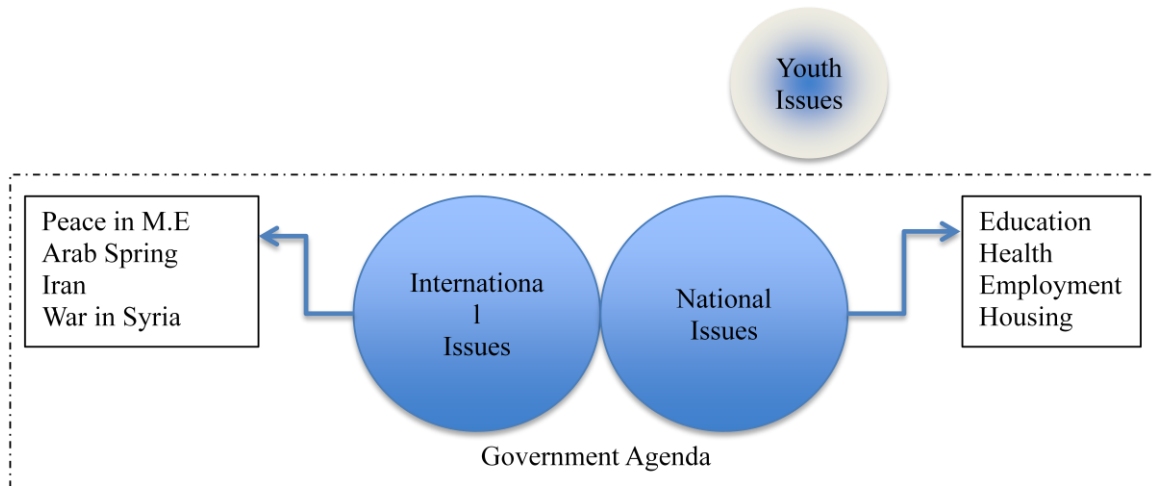 Youth
Issues
Peace in M.E
Arab Spring
Iran
War in Syria
Internationa
l
Issues
National
Issues
Education
Health
Employment
Housing
Government Agenda